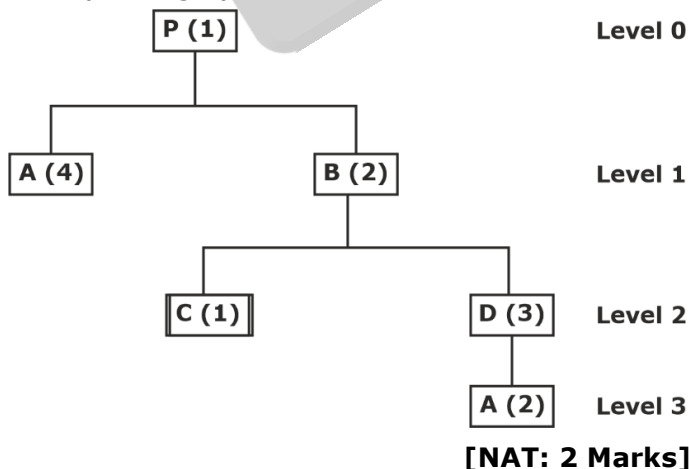 P (1) Level 0
A (4) B (2) Level 1
C (1) D (3) Level 2
A (2) Level 3
[NAT: 2 Marks]